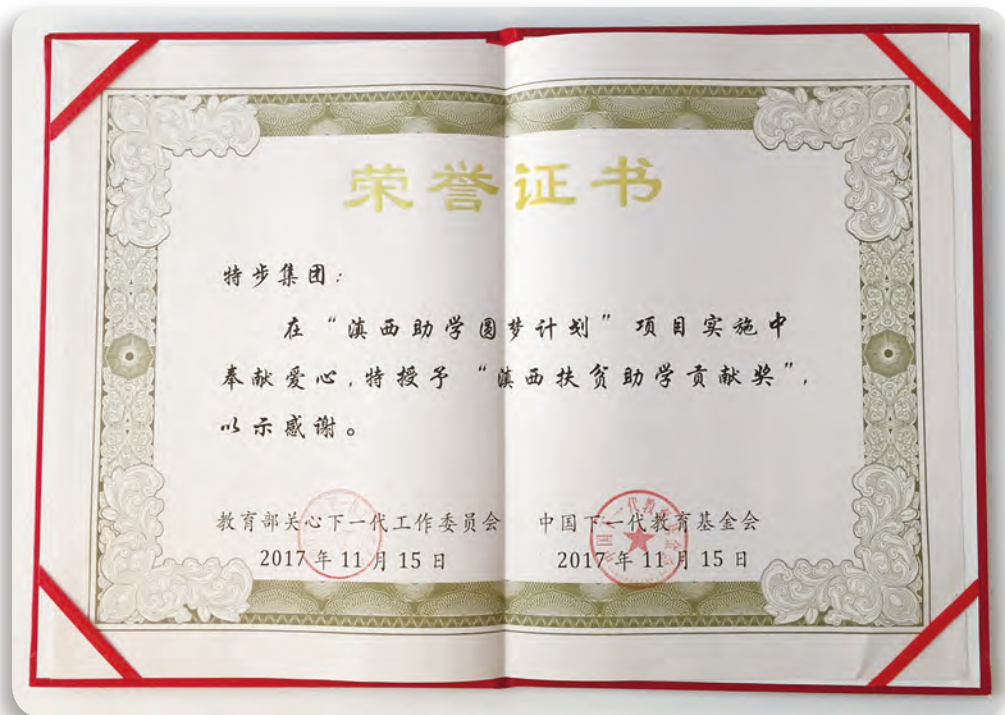 荣誉证书
特步集团：
在“滇西助学圆梦计划”项目实施中
奉献爱心，特授予“滇西扶贫助学贡献奖”，
以示感谢。
教育部关心下一代工作委员会 中国下一代教育基金会
2017年11月15日 2017年11月15日